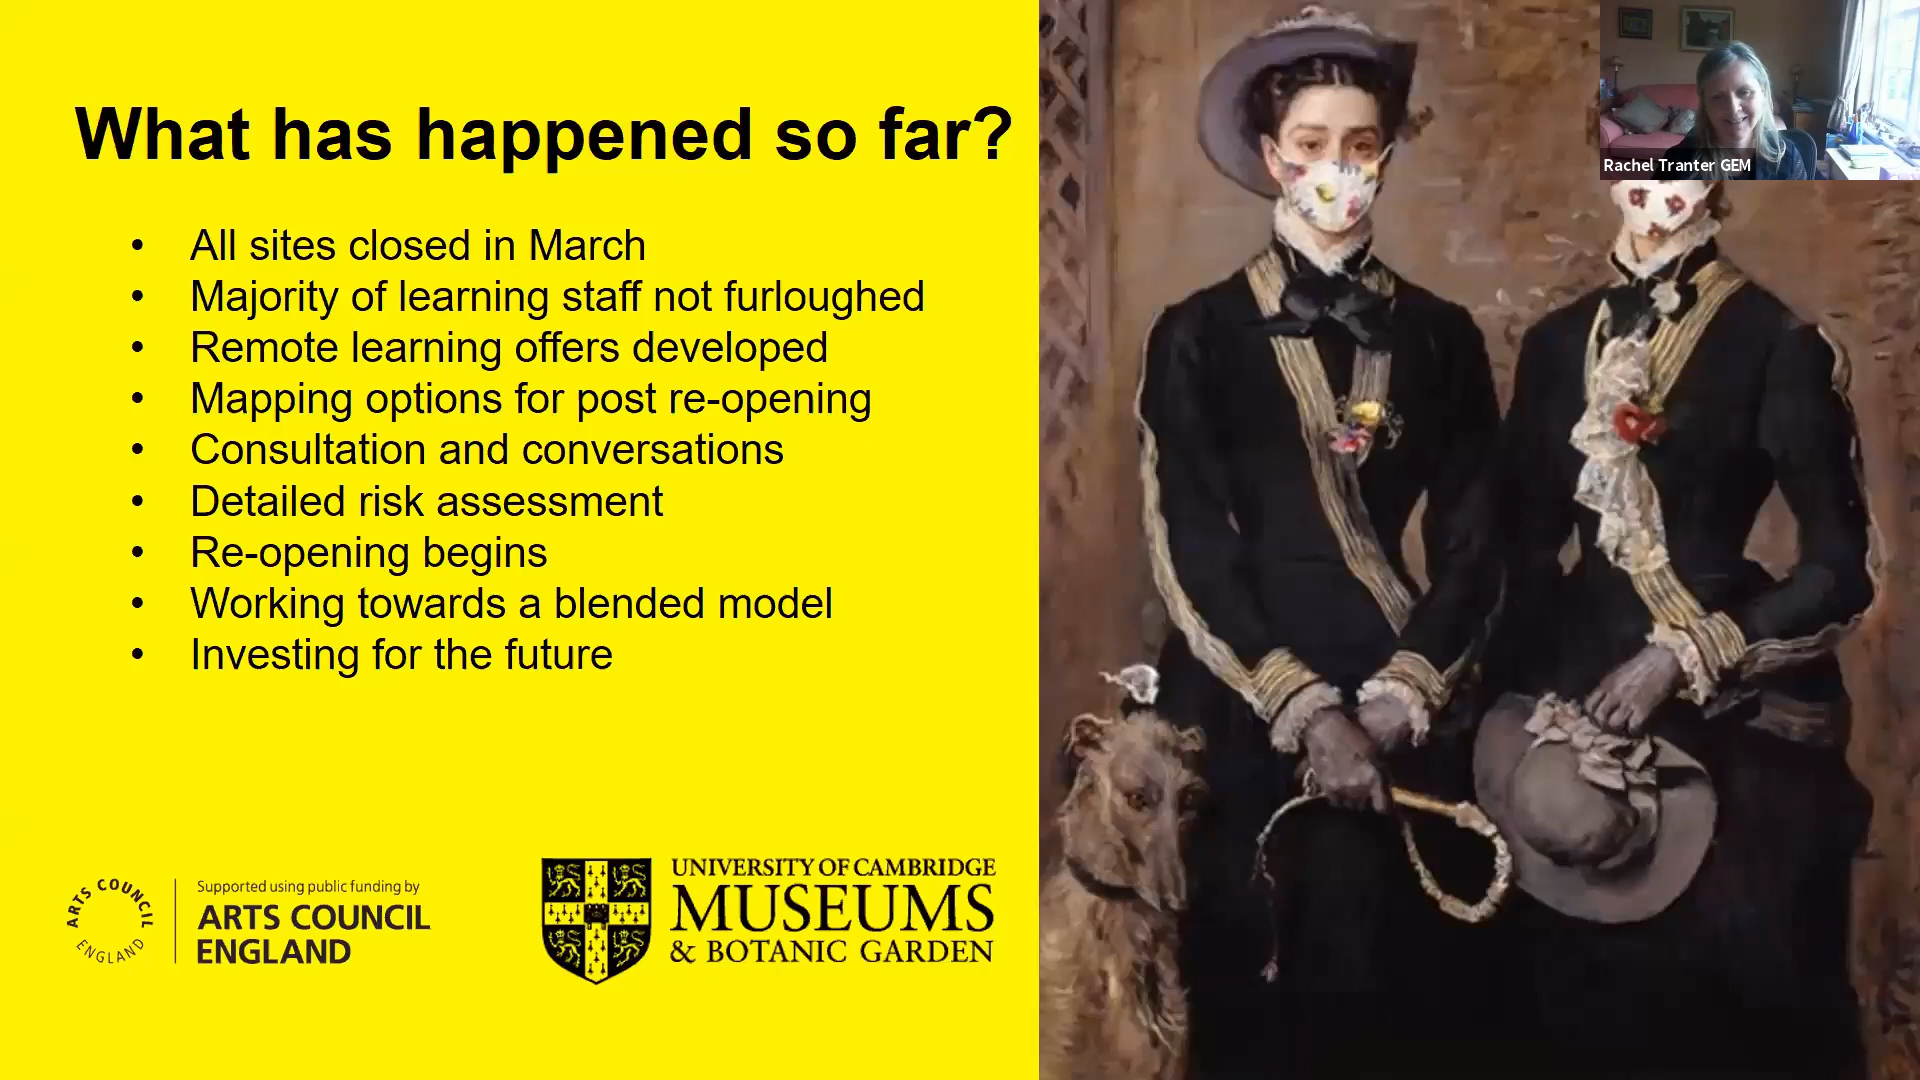 What has happened so far?
• All sites closed in March
• Majority of learning staff not furloughed
• Remote learning offers developed
• Mapping options for post re-opening
• Consultation and conversations
• Detailed risk assessment
• Re-opening begins
• Working towards a blended model
• Investing for the future
ARTS COUNCIL
ENGLAND
Supported using public funding by
ARTS COUNCIL
ENGLAND
UNIVERSITY OF CAMBRIDGE
MUSEUMS
& BOTANIC GARDEN
Rachel Tranter GEM